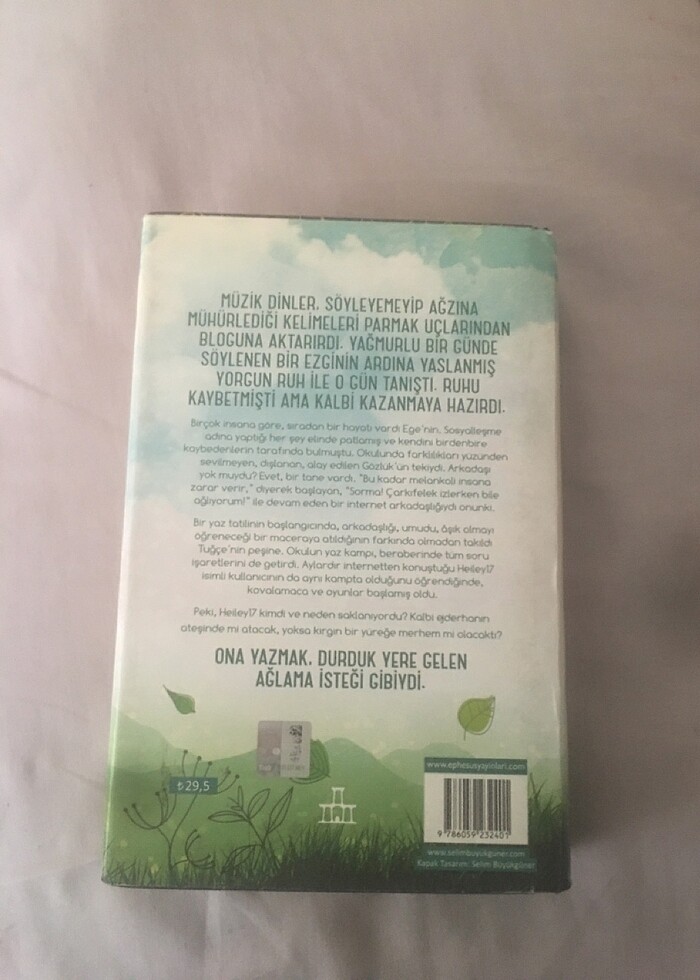 MÜZİK DİNLER, SÖYLEYEMEYİP AĞZINA
MÜHÜRLEDİĞİ KELİMELERİ PARMAK UÇLARINDAN
BLOGUNA AKTARIRDI. YAĞMURLU BİR GÜNDE
SÖYLENEN BİR EZGİNİN ARDINA YASLANMIŞ
YORGUN RUH İLE O GÜN TANIŞTI. RUHU
KAYBETMİŞTİ AMA KALBİ KAZANMAYA HAZIRDI.
Birçok insana göre, sıradan bir hayatı vardı Ege'nin. Sosyalleşme
adına yaptığı her şey elinde patlamış ve kendini birdenbire
kaybedenlerin tarafında bulmuştu. Okulunda farklılıkları yüzünden
sevilmeyen, dışlanan, alay edilen Gözlük'ün tekiydi. Arkadaşı
yok muydu? Evet, bir tane vardı. "Bu kadar melankoli insana
zarar verir," diyerek başlayan, "Sorma! Çarkıfelek izlerken bile
ağlıyorum!" ile devam eden bir internet arkadaşlığıydı onunki.
Bir yaz tatilinin başlangıcında, arkadaşlığı, umudu, âşık olmayı
öğreneceği bir maceraya atıldığının farkında olmadan takıldı
Tuğçe'nin peşine. Okulun yaz kampı, beraberinde tüm soru
işaretlerini de getirdi. Aylardır internetten konuştuğu Heiley17
isimli kullanıcının da aynı kampta olduğunu öğrendiğinde,
kovalamaca ve oyunlar başlamış oldu.
Peki, Heiley17 kimdi ve neden saklanıyordu? Kalbi ejderhanın
ateşinde mi atacak, yoksa kırgın bir yüreğe merhem mi olacaktı?
ONA YAZMAK, DURDUK YERE GELEN
AĞLAMA İSTEĞİ GİBİYDİ.
₺29,5
www.ephesusyayinlari.com
9 786059 232401
www.selimbuyukguner.com
Kapak Tasarım: Selim Büyükgüner